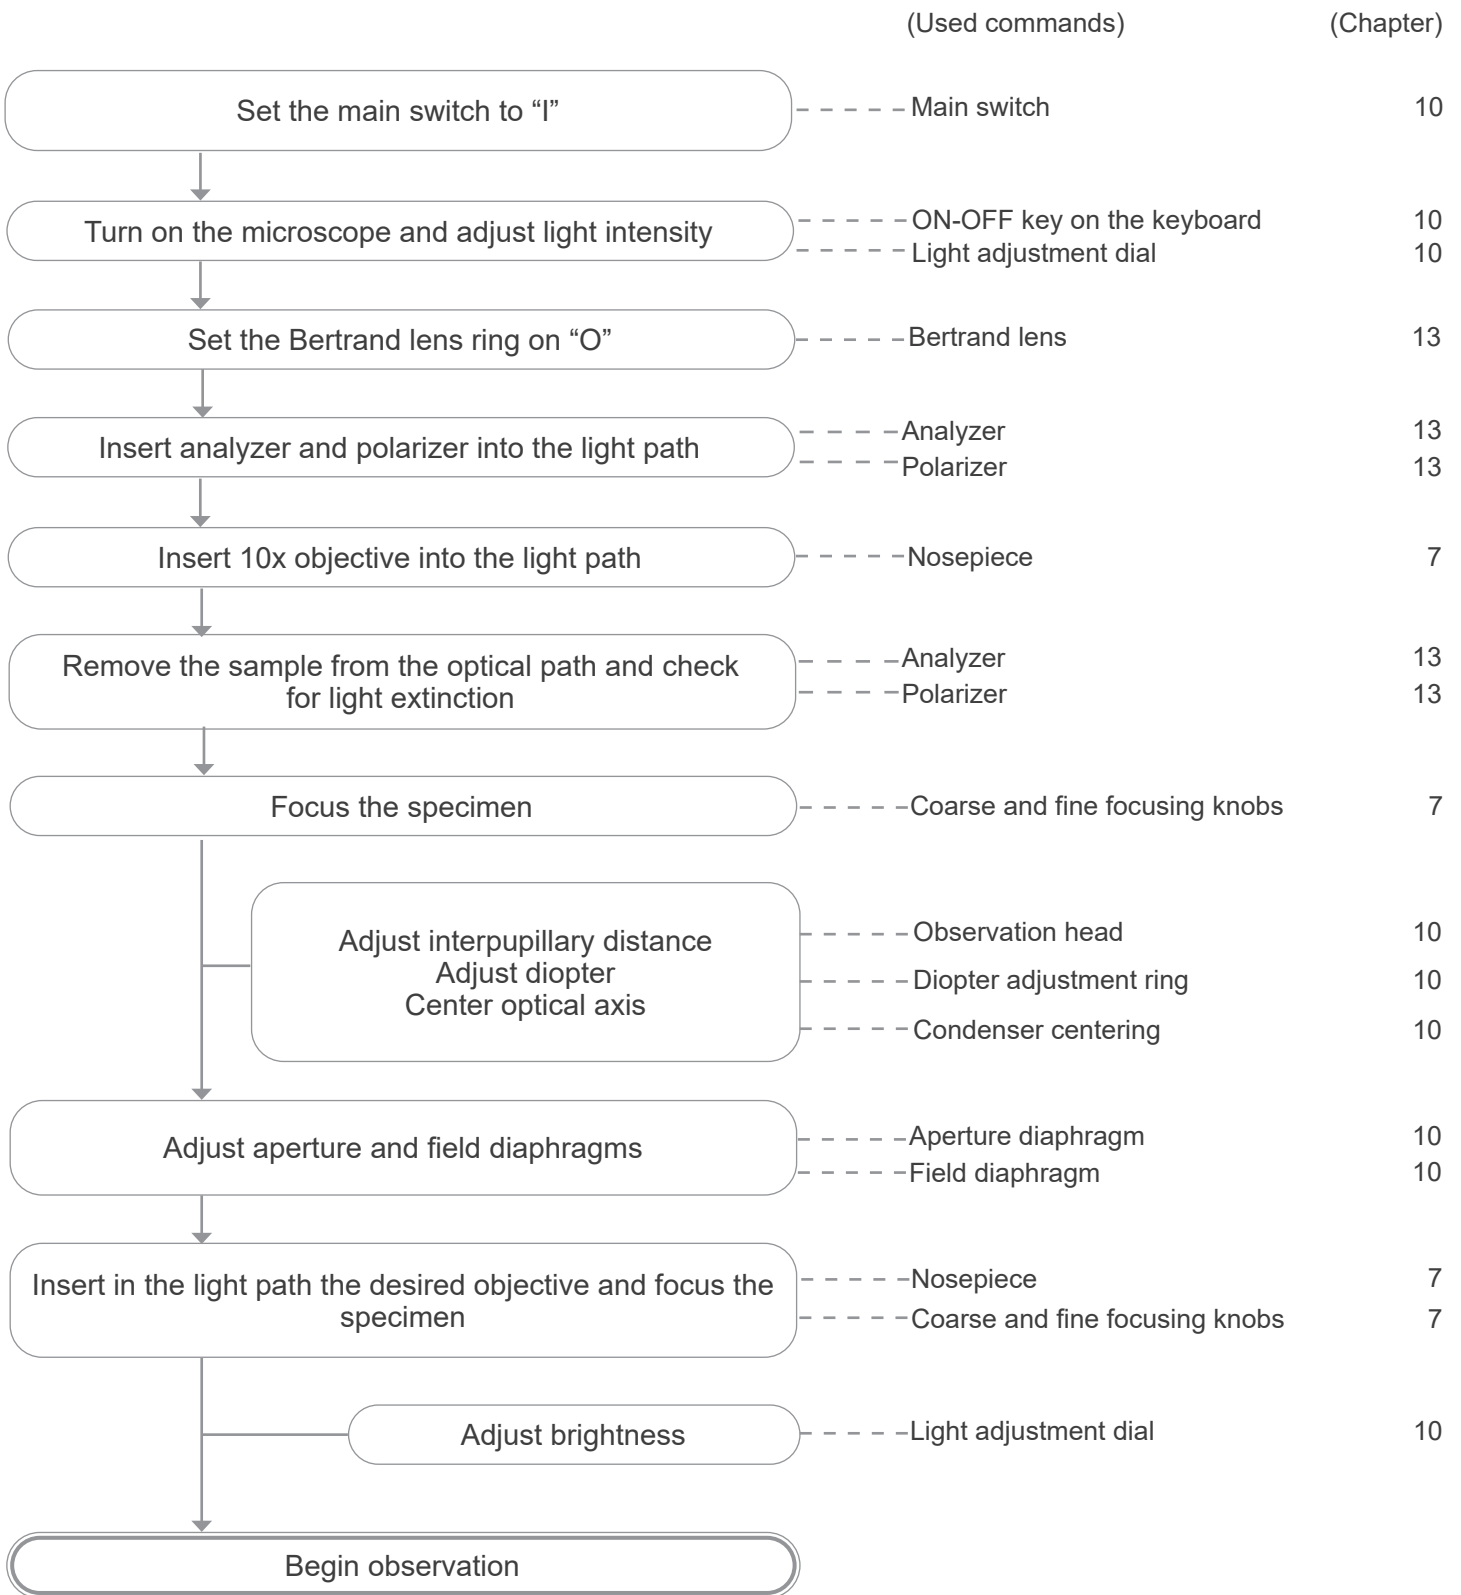 (Used commands) (Chapter)
Set the main switch to “I” Main switch 10
Turn on the microscope and adjust light intensity ON-OFF key on the keyboard 10
Light adjustment dial 10
Set the Bertrand lens ring on “O” Bertrand lens 13
Insert analyzer and polarizer into the light path Analyzer 13
Polarizer 13
Insert 10x objective into the light path Nosepiece 7
Remove the sample from the optical path and check Analyzer 13
for light extinction Polarizer 13
Focus the specimen Coarse and fine focusing knobs 7
Adjust interpupillary distance Observation head 10
Adjust diopter Diopter adjustment ring 10
Center optical axis Condenser centering 10
Adjust aperture and field diaphragms Aperture diaphragm 10
Field diaphragm 10
Insert in the light path the desired objective and focus the Nosepiece 7
specimen Coarse and fine focusing knobs 7
Adjust brightness Light adjustment dial 10
Begin observation